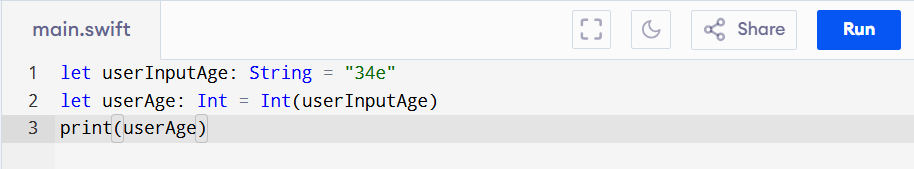 main.swift
Share
Run
1 let userInputAge: String = "34e"
2 let userAge: Int = Int(userInputAge)
3 print(userAge)